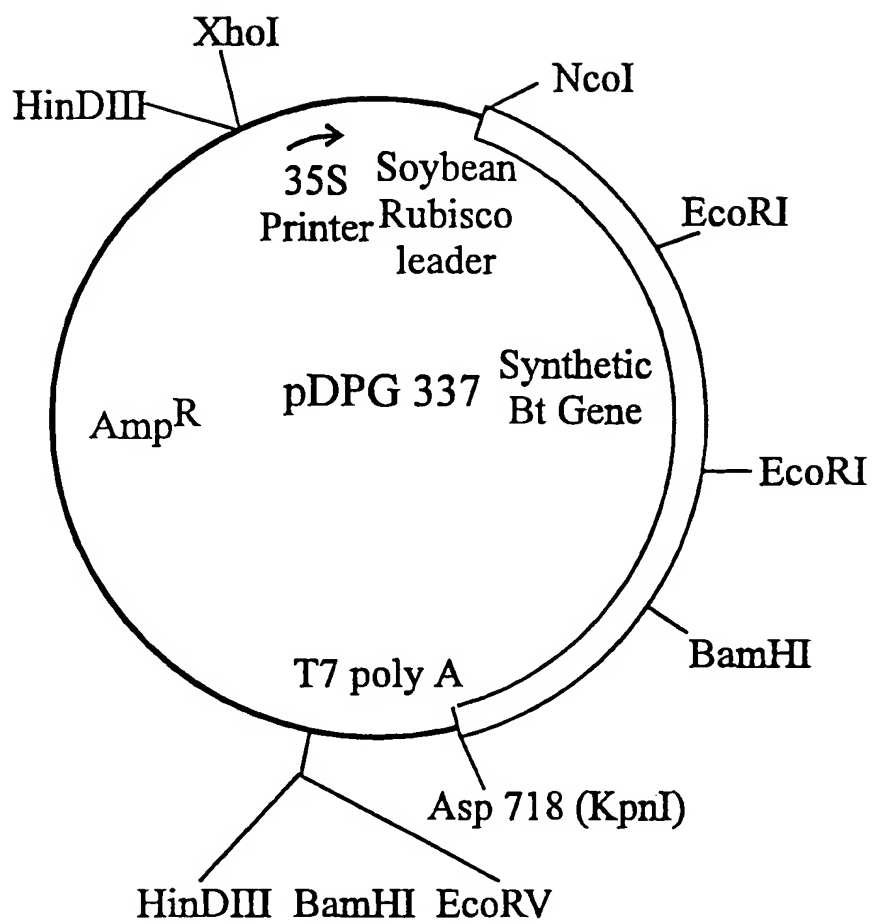 XhoI
HinDIII
NcoI
35S
Printer
Soybean
Rubisco
leader
EcoRI
pDPG 337
Synthetic
Bt Gene
Amp^R
EcoRI
BamHI
T7 poly A
Asp 718 (KpnI)
HinDIII BamHI EcoRV